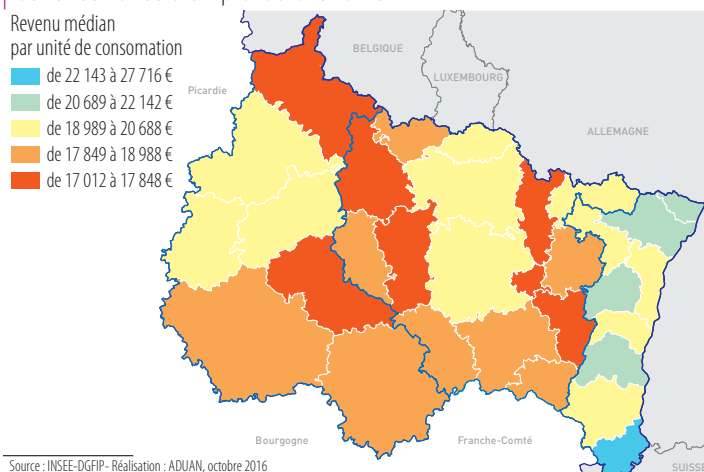 Revenu médian
par unité de consomation
de 22 143 à 27 716 €
de 20 689 à 22 142 €
de 18 989 à 20 688 €
de 17 849 à 18 988 €
de 17 012 à 17 848 €
BELGIQUE
LUXEMBOURG
Picardie
ALLEMAGNE
Bourgogne
Franche-Comté
SUISSE
Source : INSEE-DGFIP- Réalisation : ADUAN, octobre 2016